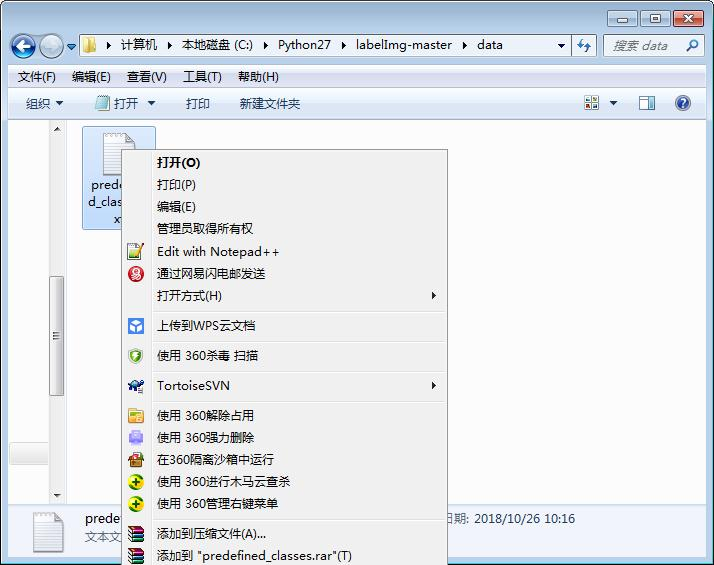 计算机 ▸ 本地磁盘 (C:) ▸ Python27 ▸ labelImg-master ▸ data
搜索 data
文件(F) 编辑(E) 查看(V) 工具(T) 帮助(H)
组织 打开 打印 新建文件夹
打开(O)
打印(P)
编辑(E)
管理员取得所有权
Edit with Notepad++
通过网易闪电邮发送
打开方式(H)
上传到WPS云文档
使用 360杀毒 扫描
TortoiseSVN
使用 360解除占用
使用 360强力删除
在360隔离沙箱中运行
使用 360进行木马云查杀
使用 360管理右键菜单
添加到压缩文件(A)...
添加到 "predefined_classes.rar"(T)
prede
d_clas
x
predef
文本文
日期: 2018/10/26 10:16